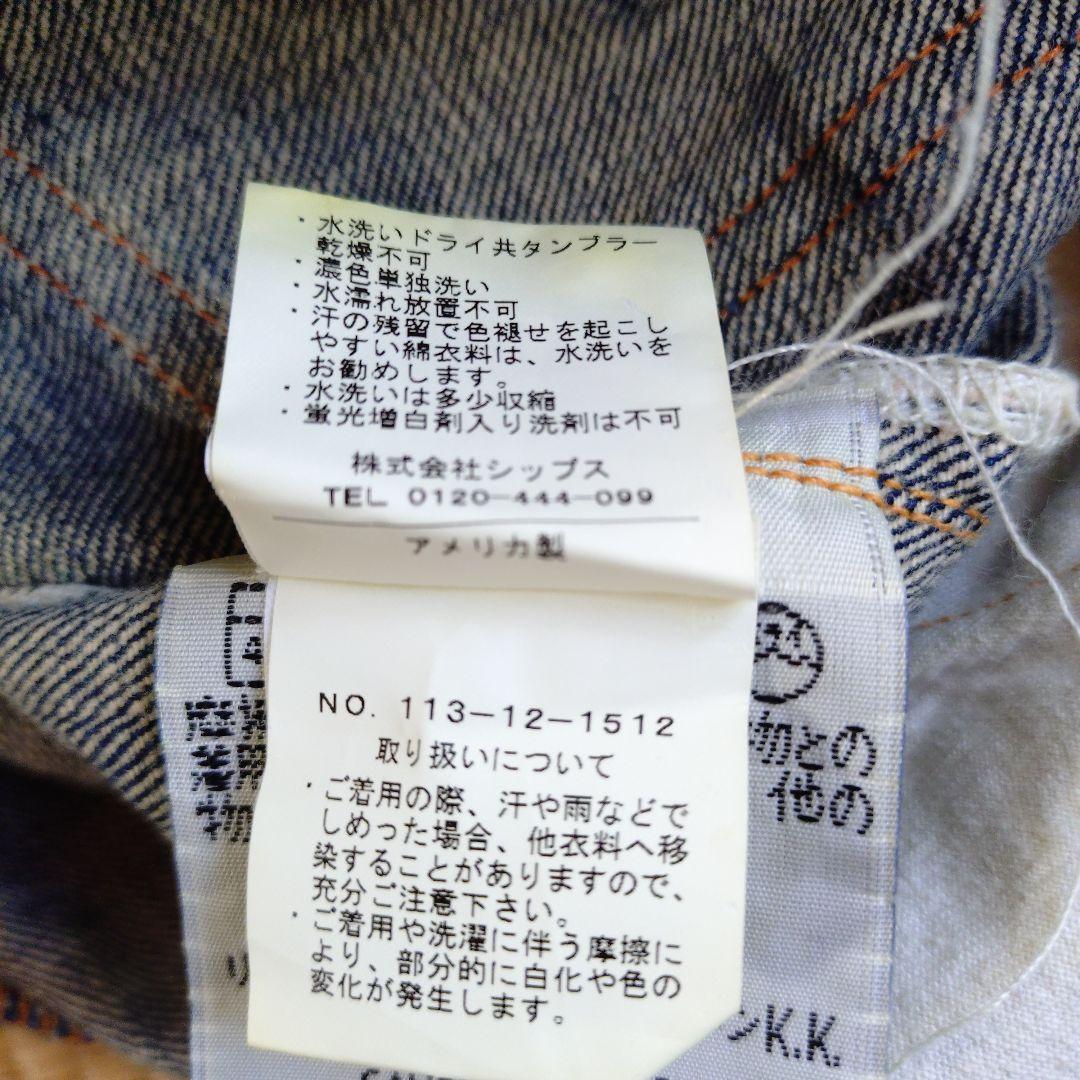 ・水洗いドライ共タンブラー
乾燥不可
・濃色単独洗い
・水濡れ放置不可
・汗の残留で色褪せを起こし
やすい綿衣料は、水洗いを
お勧めします。
・水洗いは多少収縮
・蛍光増白剤入り洗剤は不可
株式会社シップス
TEL 0120-444-099
アメリカ製
NO. 113-12-1512
取り扱いについて
・ご着用の際、汗や雨などで
しめった場合、他衣料へ移
染することがありますので、
充分ご注意下さい。
・ご着用や洗濯に伴う摩擦に
より、部分的に白化や色の
変化が発生します。
物との
他の
ンK.K.